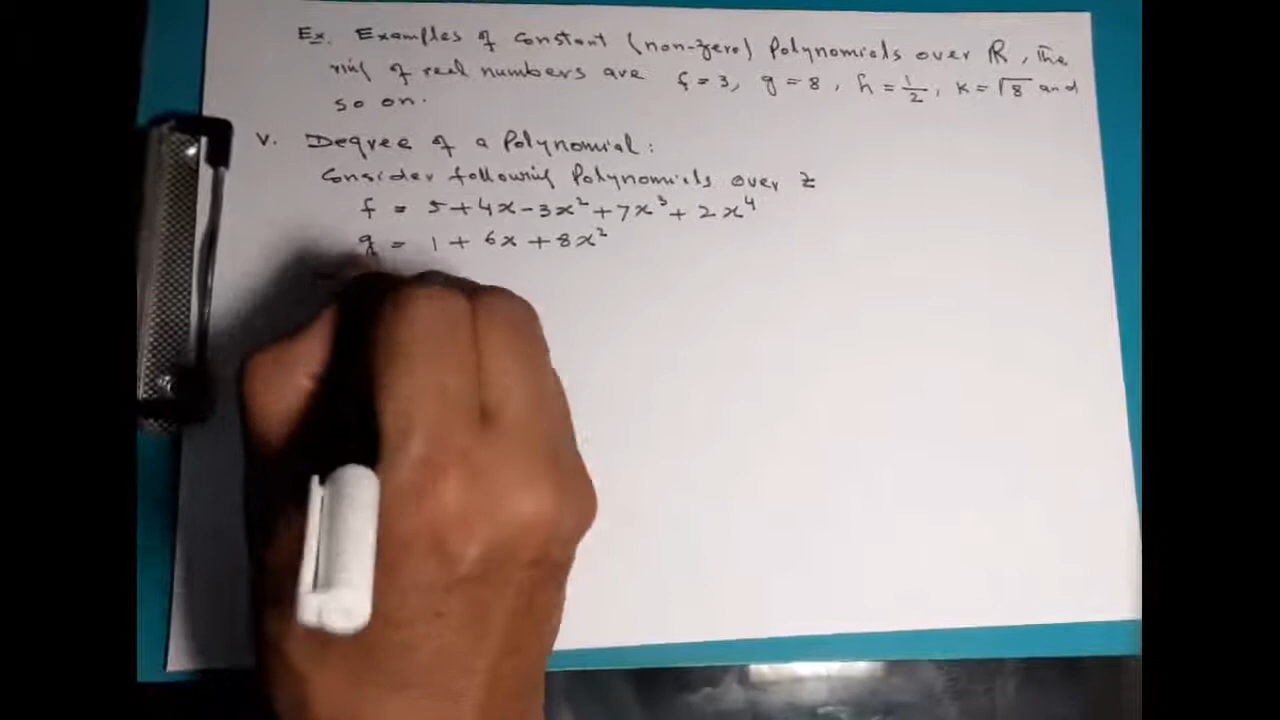 Ex. Examples of constant (non-zero) Polynomials over R, the
ring of real numbers are f = 3, g = 8, h = 1/2, k = √8 and
so on.
V. Degree of a Polynomial:
Consider following Polynomials over Z
f = 5 + 4x - 3x² + 7x³ + 2x⁴
g = 1 + 6x + 8x²